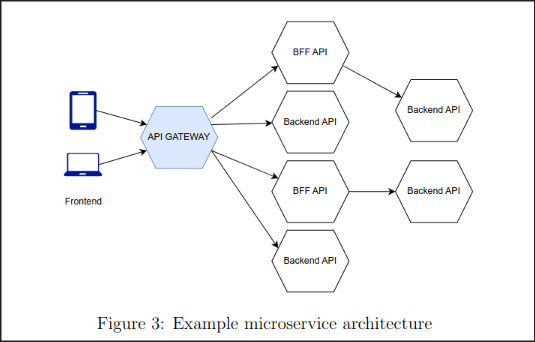 BFF API
Backend API
Backend API
API GATEWAY
BFF API
Backend API
Frontend
Backend API
Figure 3: Example microservice architecture